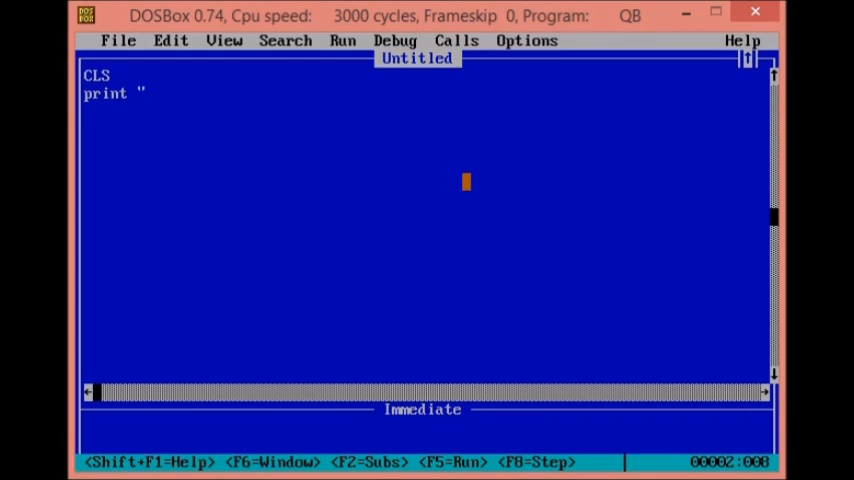 DOSBox 0.74, Cpu speed: 3000 cycles, Frameskip 0, Program: QB
File Edit View Search Run Debug Calls Options Help
Untitled
CLS
print "
Immediate
<Shift+F1=Help> <F6=Window> <F2=Subs> <F5=Run> <F8=Step> 00002:008